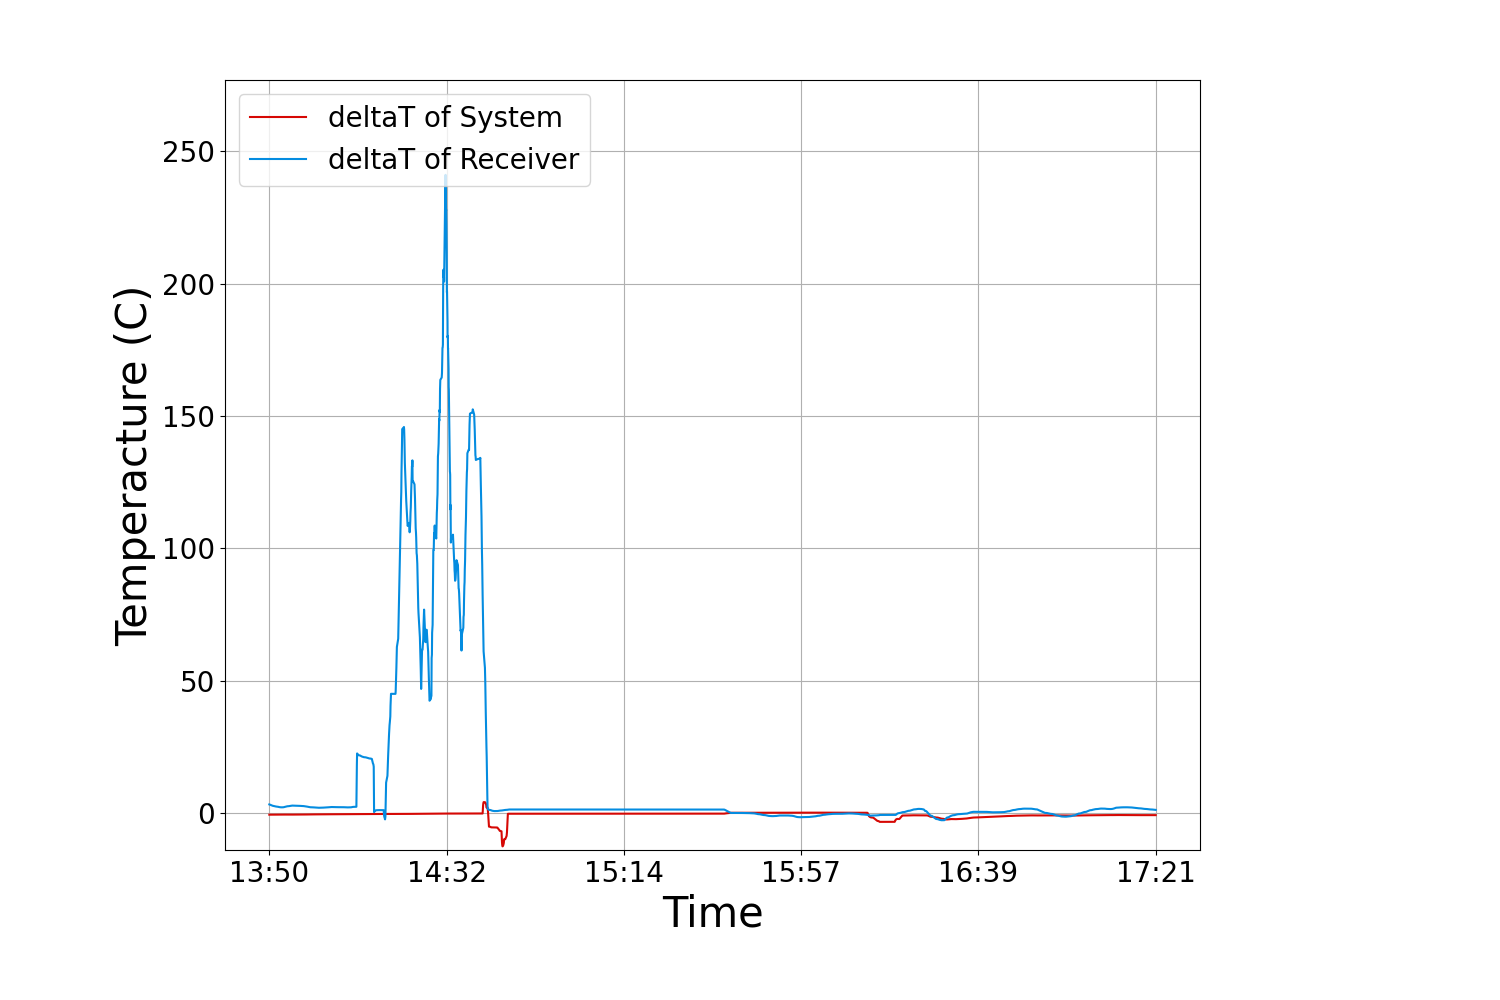 deltaT of System
deltaT of Receiver
250
200
150
100
50
0
Temperacture (C)
13:50 14:32 15:14 15:57 16:39 17:21
Time